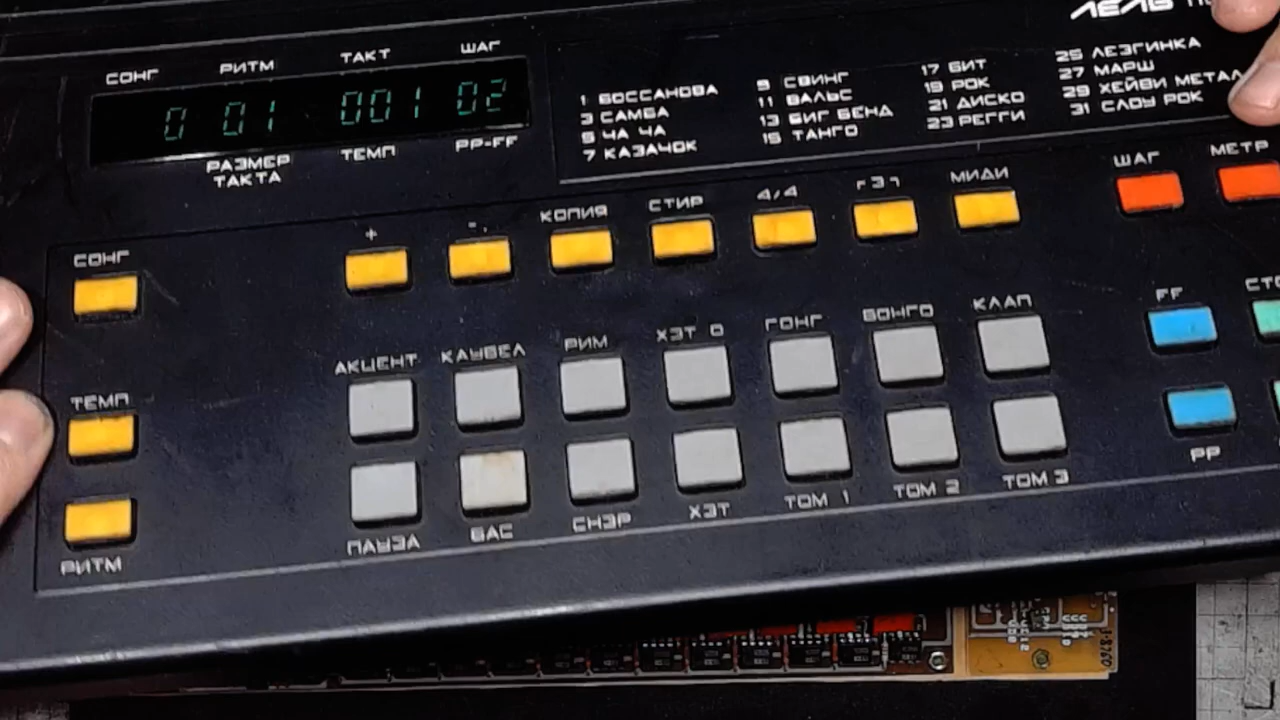 ЛЕЛЬ
СОНГ РИТМ ТАКТ ШАГ
0 01 001 02
РАЗМЕР ТЕМП РР-FF
ТАКТА
1 БОССАНОВА
3 САМБА
5 ЧА ЧА
7 КАЗАЧОК
9 СВИНГ
11 ВАЛЬС
13 БИГ БЕНД
15 ТАНГО
17 БИТ
19 РОК
21 ДИСКО
23 РЕГГИ
25 ЛЕЗГИНКА
27 МАРШ
29 ХЕЙВИ МЕТАЛ
31 СЛОУ РОК
СОНГ + - КОПИЯ СТИР 4/4 ┌3┐ МИДИ ШАГ МЕТР
ТЕМП
РИТМ
АКЦЕНТ КАУБЕЛ РИМ ХЭТ О ГОНГ БОНГО КЛАП FF
ПАУЗА БАС СНЭР ХЭТ ТОМ 1 ТОМ 2 ТОМ 3 РР